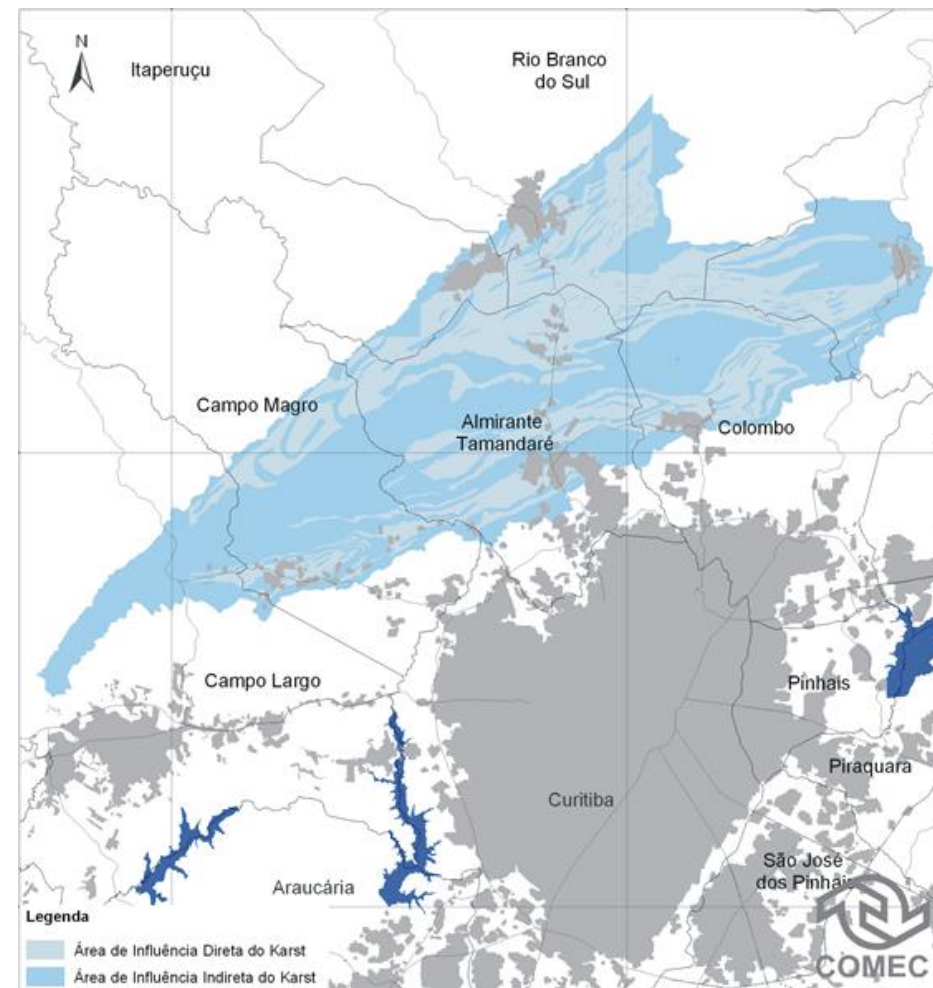 N
Itaperuçu
Rio Branco
do Sul
Campo Magro
Almirante
Tamandaré
Colombo
Campo Largo
Pinhais
Piraquara
Curitiba
São José
dos Pinhais
Araucária
Legenda
Área de Influência Direta do Karst
Área de Influência Indireta do Karst
COMEC